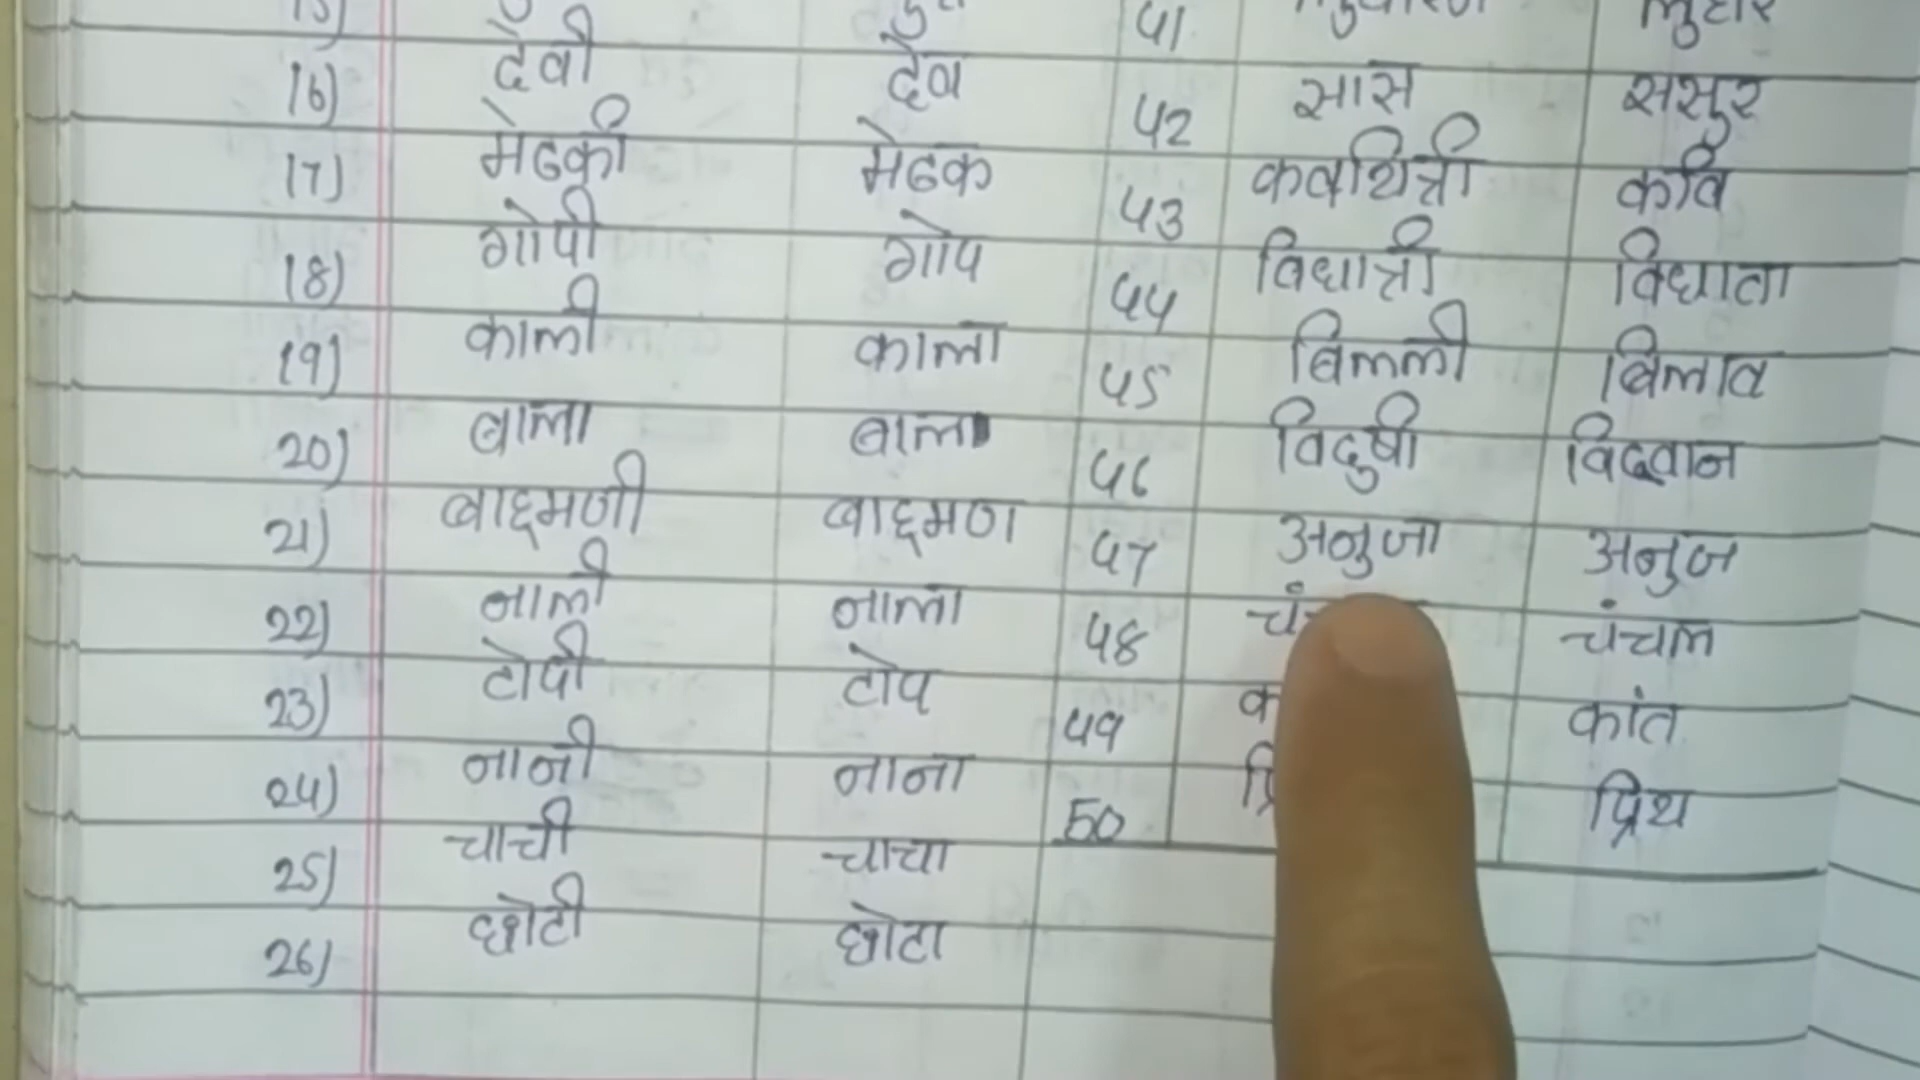 16) देवी देव 42 सास ससुर
17) मेढकी मेढक 43 कवयित्री कवि
18) गोपी गोप 44 विधात्री विधाता
19) काली काला 45 बिल्ली बिलाव
20) बाला बाला 46 विदुषी विद्वान
21) बाह्मणी बाह्मण 47 अनुजा अनुज
22) नाली नाला 48 चंचल
23) टोपी टोप 49 कांत
24) नानी नाना 50 प्रिय
25) चाची चाचा
26) छोटी छोटा